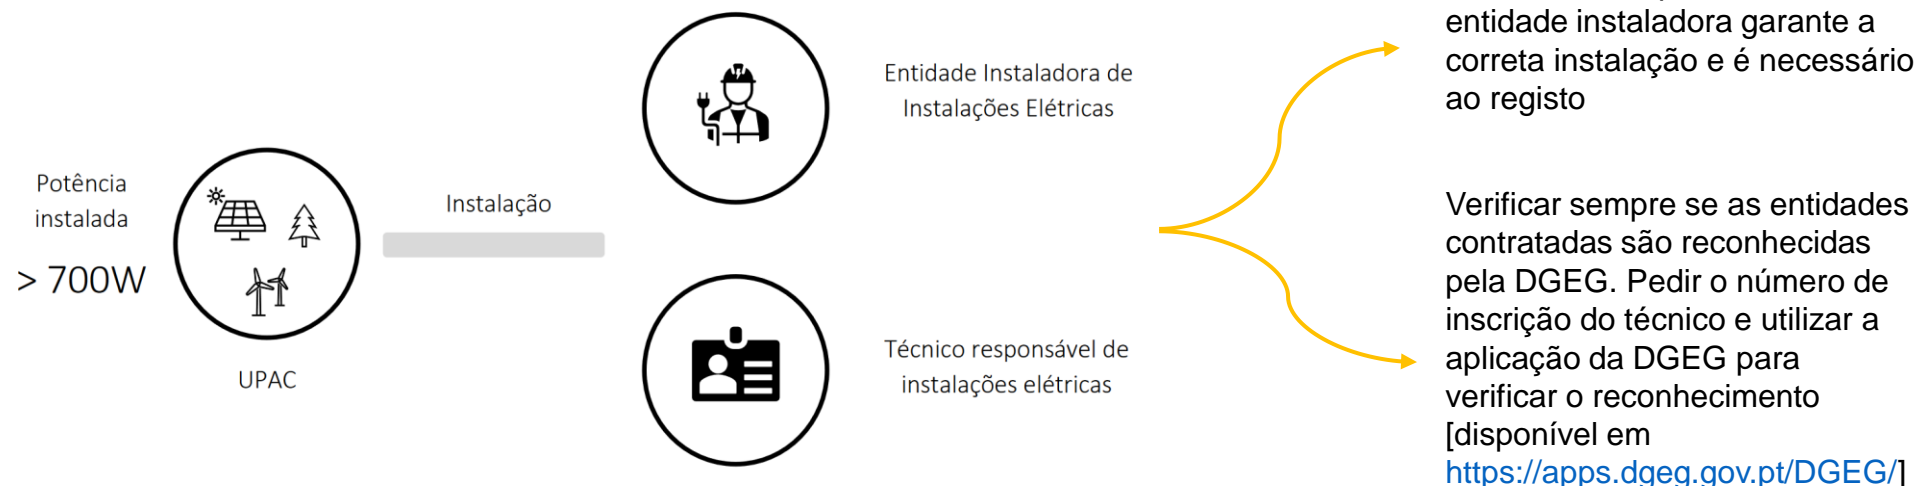 Potência
instalada
> 700W
UPAC
Instalação
Entidade Instaladora de
Instalações Elétricas
Técnico responsável de
instalações elétricas
entidade instaladora garante a
correta instalação e é necessário
ao registo
Verificar sempre se as entidades
contratadas são reconhecidas
pela DGEG. Pedir o número de
inscrição do técnico e utilizar a
aplicação da DGEG para
verificar o reconhecimento
[disponível em
https://apps.dgeg.gov.pt/DGEG/]